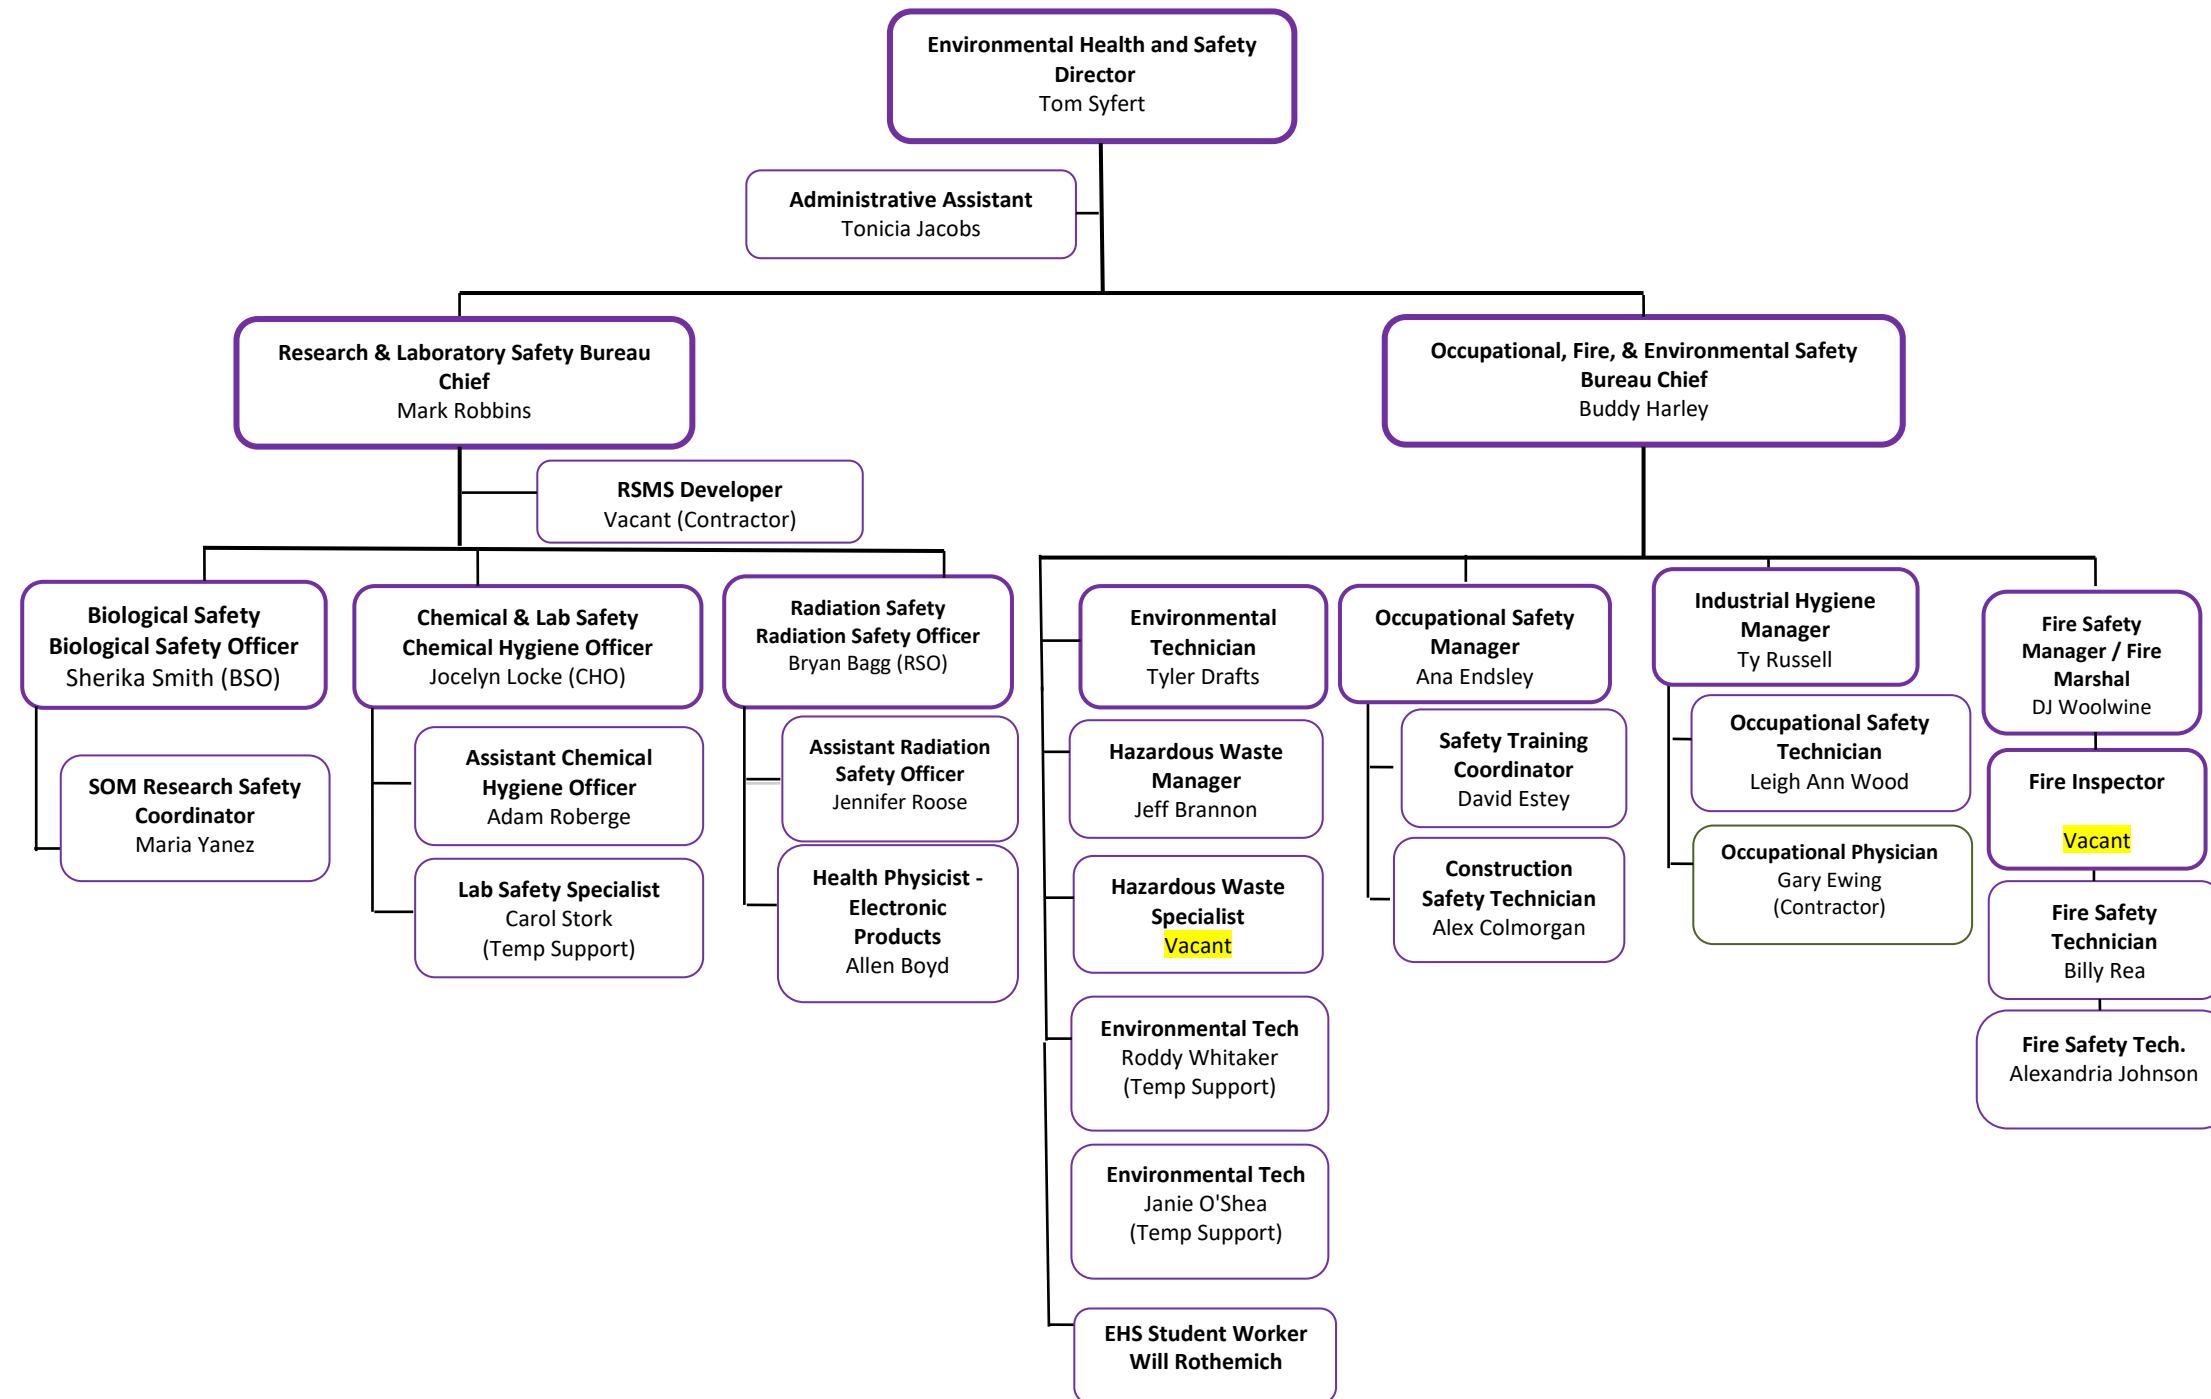 Environmental Health and Safety
Director
Tom Syfert
Administrative Assistant
Tonicia Jacobs
Research & Laboratory Safety Bureau
Chief
Mark Robbins
Occupational, Fire, & Environmental Safety
Bureau Chief
Buddy Harley
RSMS Developer
Vacant (Contractor)
Biological Safety
Biological Safety Officer
Sherika Smith (BSO)
SOM Research Safety
Coordinator
Maria Yanez
Chemical & Lab Safety
Chemical Hygiene Officer
Jocelyn Locke (CHO)
Assistant Chemical
Hygiene Officer
Adam Roberge
Lab Safety Specialist
Carol Stork
(Temp Support)
Radiation Safety
Radiation Safety Officer
Bryan Bagg (RSO)
Assistant Radiation
Safety Officer
Jennifer Roose
Health Physicist -
Electronic
Products
Allen Boyd
Environmental
Technician
Tyler Drafts
Hazardous Waste
Manager
Jeff Brannon
Hazardous Waste
Specialist
Vacant
Environmental Tech
Roddy Whitaker
(Temp Support)
Environmental Tech
Janie O'Shea
(Temp Support)
EHS Student Worker
Will Rothemich
Occupational Safety
Manager
Ana Endsley
Safety Training
Coordinator
David Estey
Construction
Safety Technician
Alex Colmorgan
Industrial Hygiene
Manager
Ty Russell
Occupational Safety
Technician
Leigh Ann Wood
Occupational Physician
Gary Ewing
(Contractor)
Fire Safety
Manager / Fire
Marshal
DJ Woolwine
Fire Inspector
Vacant
Fire Safety
Technician
Billy Rea
Fire Safety Tech.
Alexandria Johnson